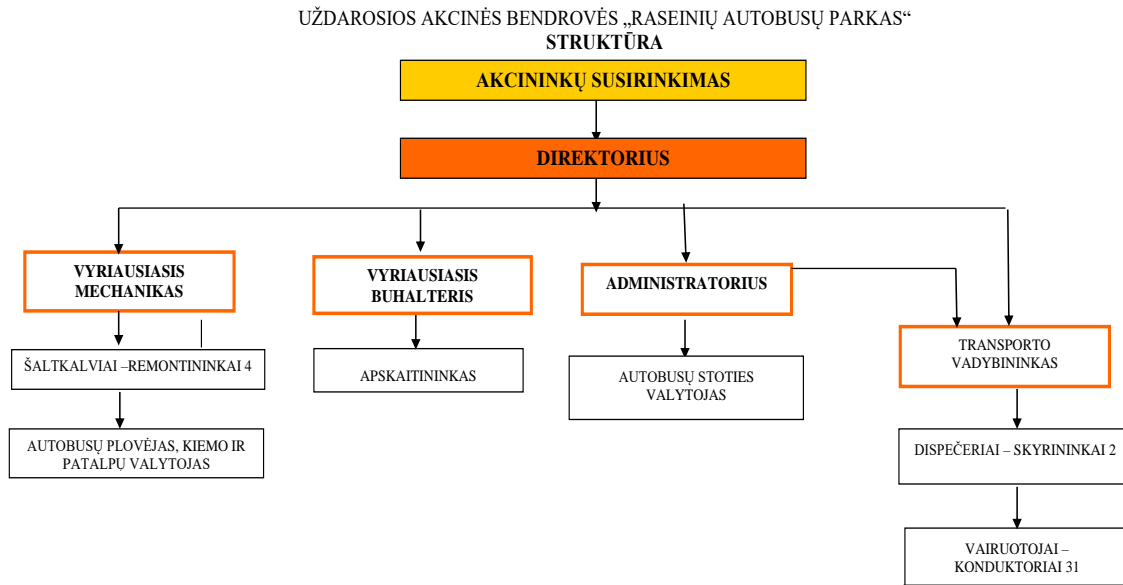 UŽDAROSIOS AKCINĖS BENDROVĖS „RASEINIŲ AUTOBUSŲ PARKAS“
STRUKTŪRA
AKCININKŲ SUSIRINKIMAS
DIREKTORIUS
VYRIAUSIASIS
MECHANIKAS
VYRIAUSIASIS
BUHALTERIS
ADMINISTRATORIUS
TRANSPORTO
VADYBININKAS
ŠALTKALVIAI –REMONTININKAI 4
APSKAITININKAS
AUTOBUSŲ STOTIES
VALYTOJAS
AUTOBUSŲ PLOVĖJAS, KIEMO IR
PATALPŲ VALYTOJAS
DISPEČERIAI – SKYRININKAI 2
VAIRUOTOJAI –
KONDUKTORIAI 31